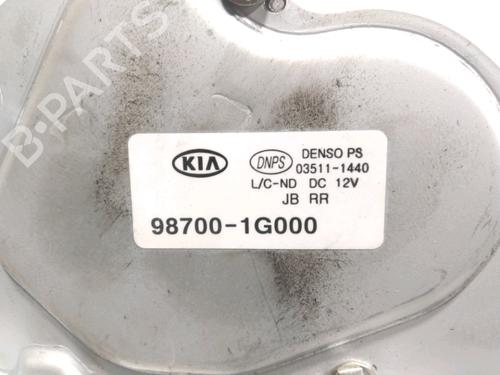 B-PARTS
KIA DNPS DENSO PS
03511-1440
L/C-ND DC 12V
JB RR
98700-1G000